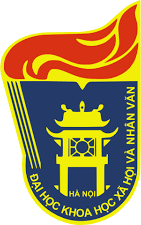 HÀ NỘI
ĐẠI HỌC KHOA HỌC XÃ HỘI VÀ NHÂN VĂN